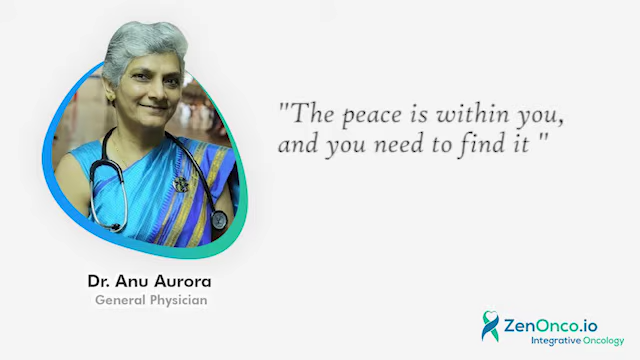 "The peace is within you,
and you need to find it "
Dr. Anu Aurora
General Physician
ZenOnco.io
Integrative Oncology